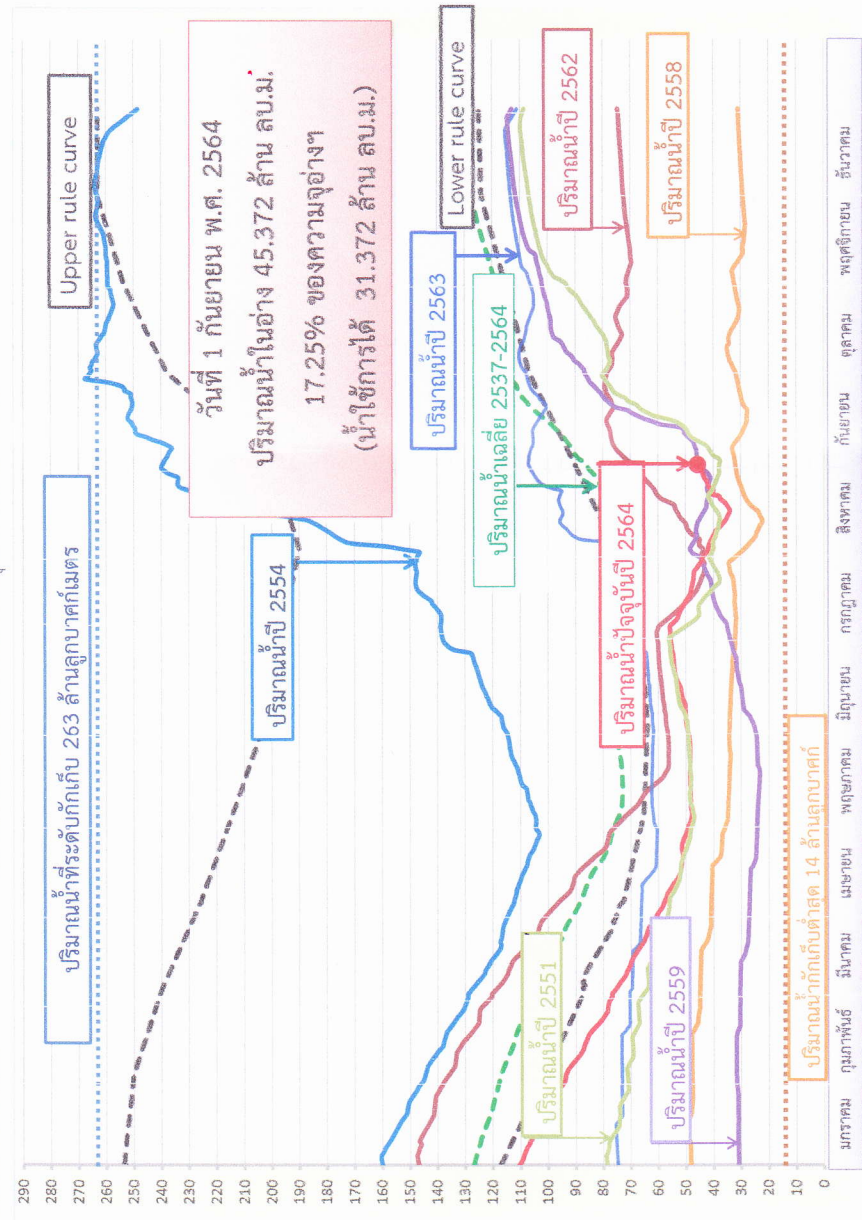 ปริมาณน้ำที่ระดับกักเก็บ 263 ล้านลูกบาศก์เมตร
Upper rule curve
วันที่ 1 กันยายน พ.ศ. 2564
ปริมาณน้ำในอ่าง 45.372 ล้าน ลบ.ม.
17.25% ของความจุอ่างฯ
(น้ำใช้การได้ 31.372 ล้าน ลบ.ม.)
ปริมาณน้ำปี 2554
Lower rule curve
ปริมาณน้ำปี 2563
ปริมาณน้ำเฉลี่ย 2537-2564
ปริมาณน้ำปัจจุบันปี 2564
ปริมาณน้ำปี 2562
ปริมาณน้ำปี 2558
ปริมาณน้ำปี 2551
ปริมาณน้ำปี 2559
ปริมาณน้ำกักเก็บต่ำสุด 14 ล้านลูกบาศก์
290
280
270
260
250
240
230
220
210
200
190
180
170
160
150
140
130
120
110
100
90
80
70
60
50
40
30
20
10
0
มกราคม กุมภาพันธ์ มีนาคม เมษายน พฤษภาคม มิถุนายน กรกฎาคม สิงหาคม กันยายน ตุลาคม พฤศจิกายน ธันวาคม